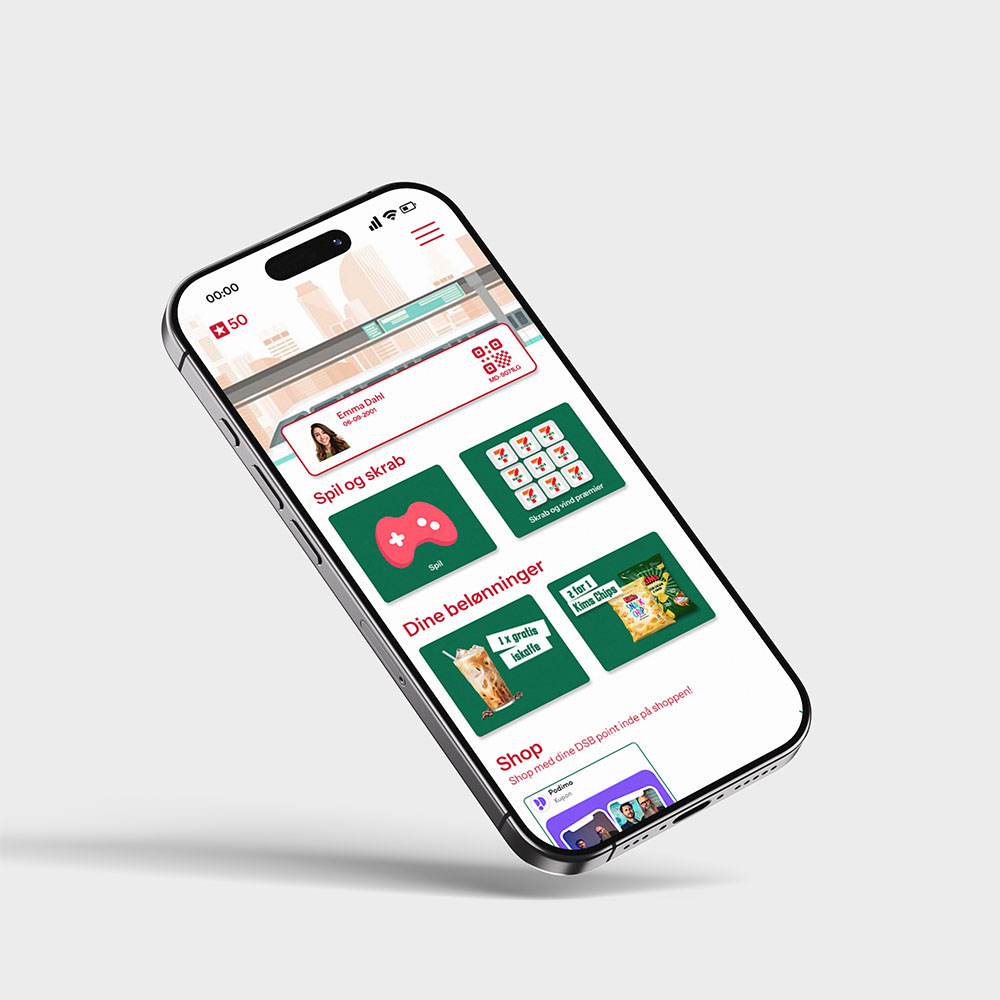 00:00
50
Emma Dahl
06-09-2001
MD-5071LG
Spil og skrab
Spil
Skrab og vind præmier
Dine belønninger
1 x gratis
iskaffe
2 for 1
Kims Chips
Shop
Shop med dine DSB point inde på shoppen!
Podimo
Kupon